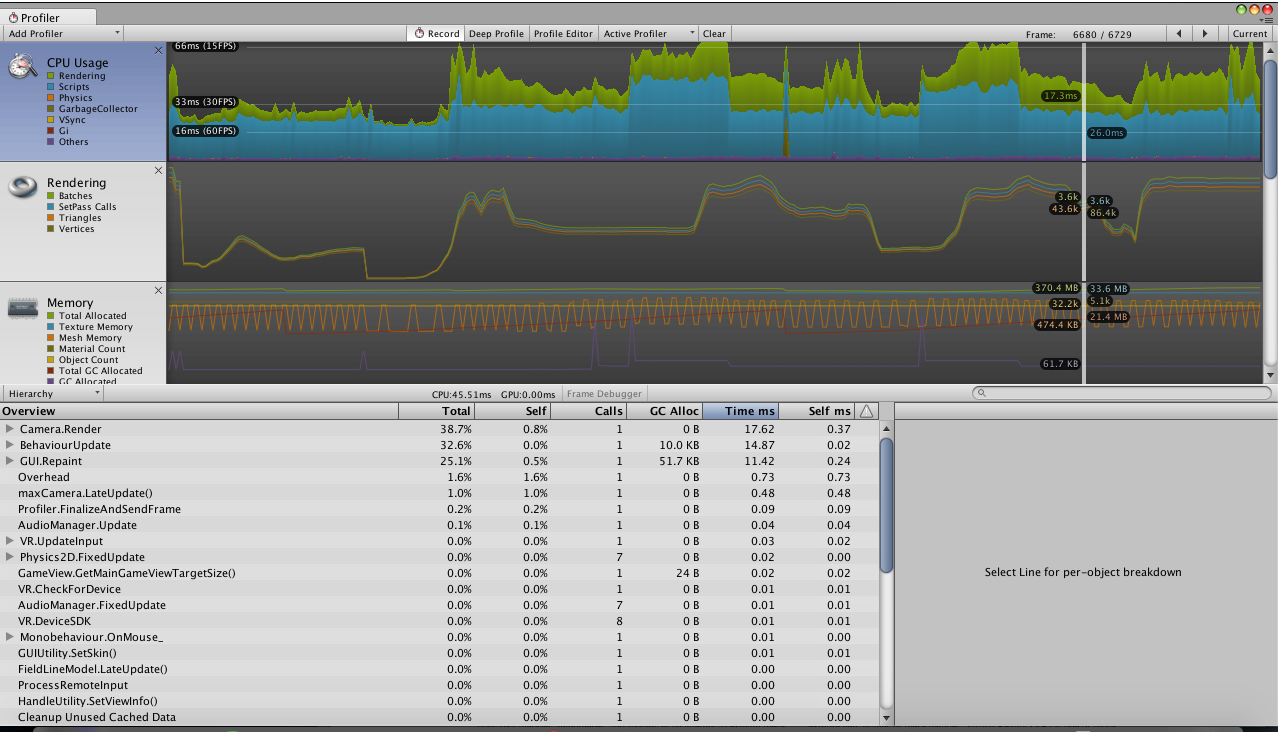 Profiler
Add Profiler
Record Deep Profile Profile Editor Active Profiler Clear Frame: 6680 / 6729 Current
CPU Usage
Rendering
Scripts
Physics
GarbageCollector
VSync
Gi
Others
66ms (15FPS)
33ms (30FPS)
16ms (60FPS)
17.3ms
26.0ms
Rendering
Batches
SetPass Calls
Triangles
Vertices
3.6k
43.6k
3.6k
86.4k
Memory
Total Allocated
Texture Memory
Mesh Memory
Material Count
Object Count
Total GC Allocated
GC Allocated
370.4 MB
32.2k
474.4 KB
61.7 KB
33.6 MB
5.1k
21.4 MB
Hierarchy CPU:45.51ms GPU:0.00ms Frame Debugger
Overview Total Self Calls GC Alloc Time ms Self ms
Camera.Render 38.7% 0.8% 1 0 B 17.62 0.37
BehaviourUpdate 32.6% 0.0% 1 10.0 KB 14.87 0.02
GUI.Repaint 25.1% 0.5% 1 51.7 KB 11.42 0.24
Overhead 1.6% 1.6% 1 0 B 0.73 0.73
maxCamera.LateUpdate() 1.0% 1.0% 1 0 B 0.48 0.48
Profiler.FinalizeAndSendFrame 0.2% 0.2% 1 0 B 0.09 0.09
AudioManager.Update 0.1% 0.1% 1 0 B 0.04 0.04
VR.UpdateInput 0.0% 0.0% 1 0 B 0.03 0.02
Physics2D.FixedUpdate 0.0% 0.0% 7 0 B 0.02 0.00
GameView.GetMainGameViewTargetSize() 0.0% 0.0% 1 24 B 0.02 0.02
VR.CheckForDevice 0.0% 0.0% 1 0 B 0.01 0.01
AudioManager.FixedUpdate 0.0% 0.0% 7 0 B 0.01 0.01
VR.DeviceSDK 0.0% 0.0% 8 0 B 0.01 0.01
Monobehaviour.OnMouse_ 0.0% 0.0% 1 0 B 0.01 0.00
GUIUtility.SetSkin() 0.0% 0.0% 1 0 B 0.01 0.01
FieldLineModel.LateUpdate() 0.0% 0.0% 1 0 B 0.00 0.00
ProcessRemoteInput 0.0% 0.0% 1 0 B 0.00 0.00
HandleUtility.SetViewInfo() 0.0% 0.0% 1 0 B 0.00 0.00
Cleanup Unused Cached Data 0.0% 0.0% 1 0 B 0.00 0.00
Select Line for per-object breakdown